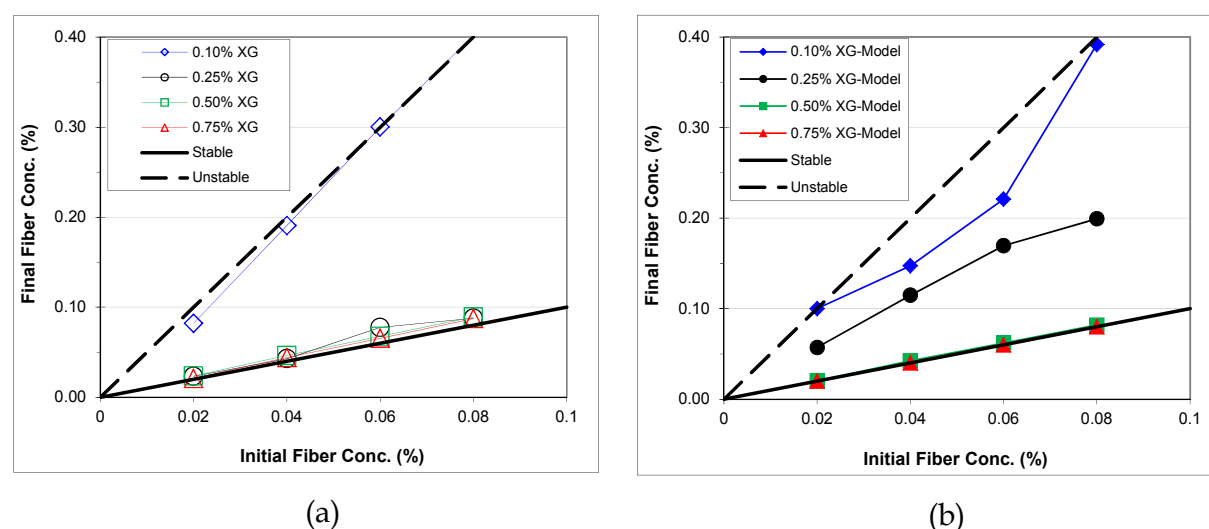 0.40
0.30
0.20
0.10
0.00
Final Fiber Conc. (%)
0.10% XG
0.25% XG
0.50% XG
0.75% XG
Stable
Unstable
0
0.02
0.04
0.06
0.08
0.1
Initial Fiber Conc. (%)
(a)
0.40
0.30
0.20
0.10
0.00
Final Fiber Conc. (%)
0.10% XG-Model
0.25% XG-Model
0.50% XG-Model
0.75% XG-Model
Stable
Unstable
0
0.02
0.04
0.06
0.08
0.1
Initial Fiber Conc. (%)
(b)